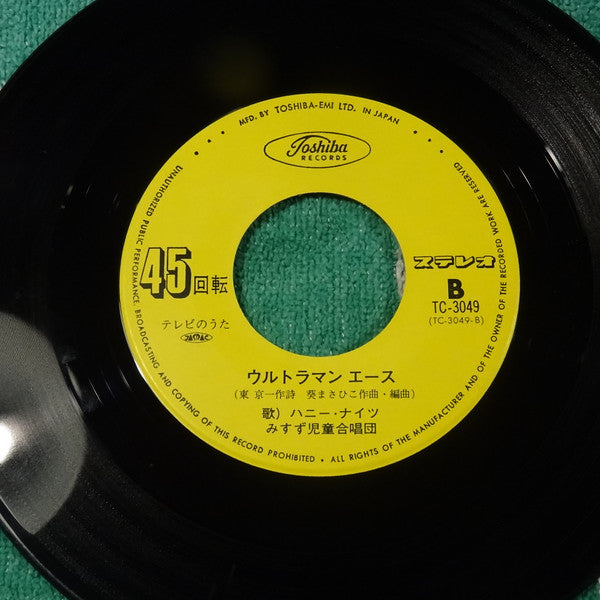 MFD. BY TOSHIBA-EMI LTD. IN JAPAN
Toshiba
RECORDS
45回転
ステレオ
B
TC-3049
(TC-3049-B)
テレビのうた
JASRAC
ウルトラマン エース
(東 京一作詩 葵まさひこ作曲・編曲)
歌) ハニー・ナイツ
みすず児童合唱団
UNAUTHORIZED PUBLIC PERFORMANCE, BROADCASTING AND COPYING OF THIS RECORD PROHIBITED • ALL RIGHTS OF THE MANUFACTURER AND OF THE OWNER OF THE RECORDED WORK ARE RESERVED